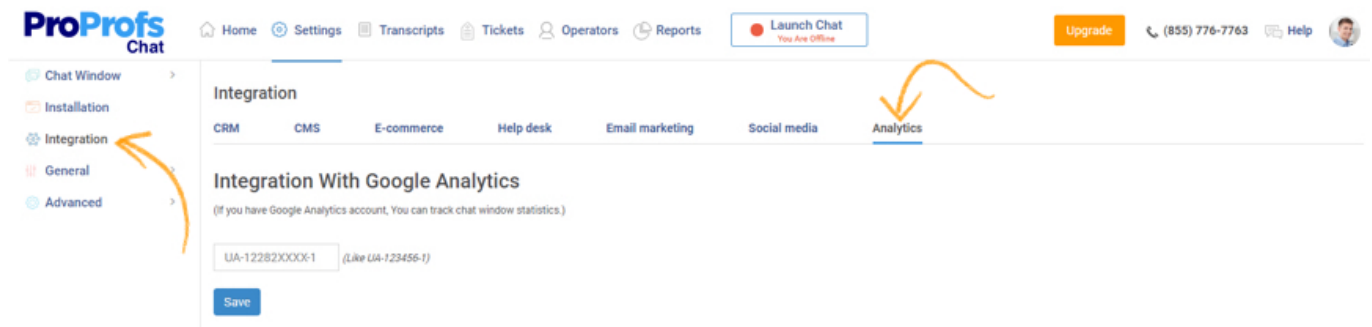 ProProfs
Chat
Home Settings Transcripts Tickets Operators Reports
Launch Chat
You Are Offline
Upgrade
(855) 776-7763
Help
Chat Window
Installation
Integration
General
Advanced
Integration
CRM CMS E-commerce Help desk Email marketing Social media Analytics
Integration With Google Analytics
(If you have Google Analytics account, You can track chat window statistics.)
UA-12282XXXX-1 (Like UA-123456-1)
Save